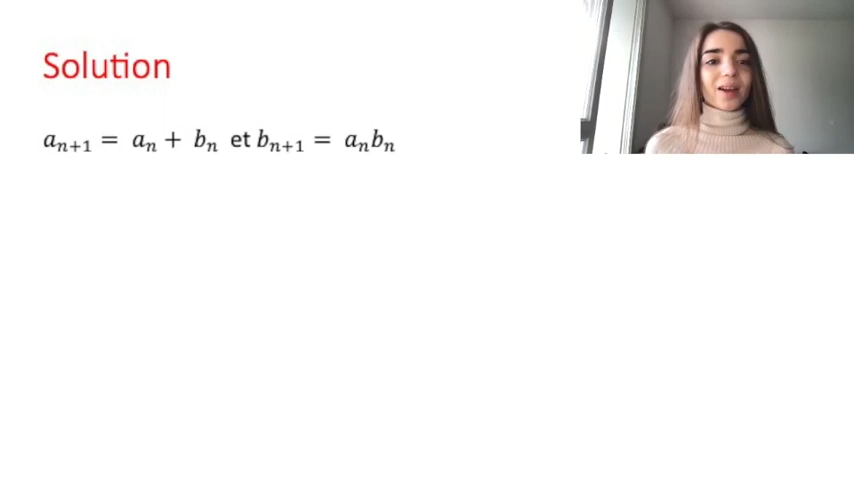 Solution
aₙ₊₁ = aₙ + bₙ et bₙ₊₁ = aₙbₙ